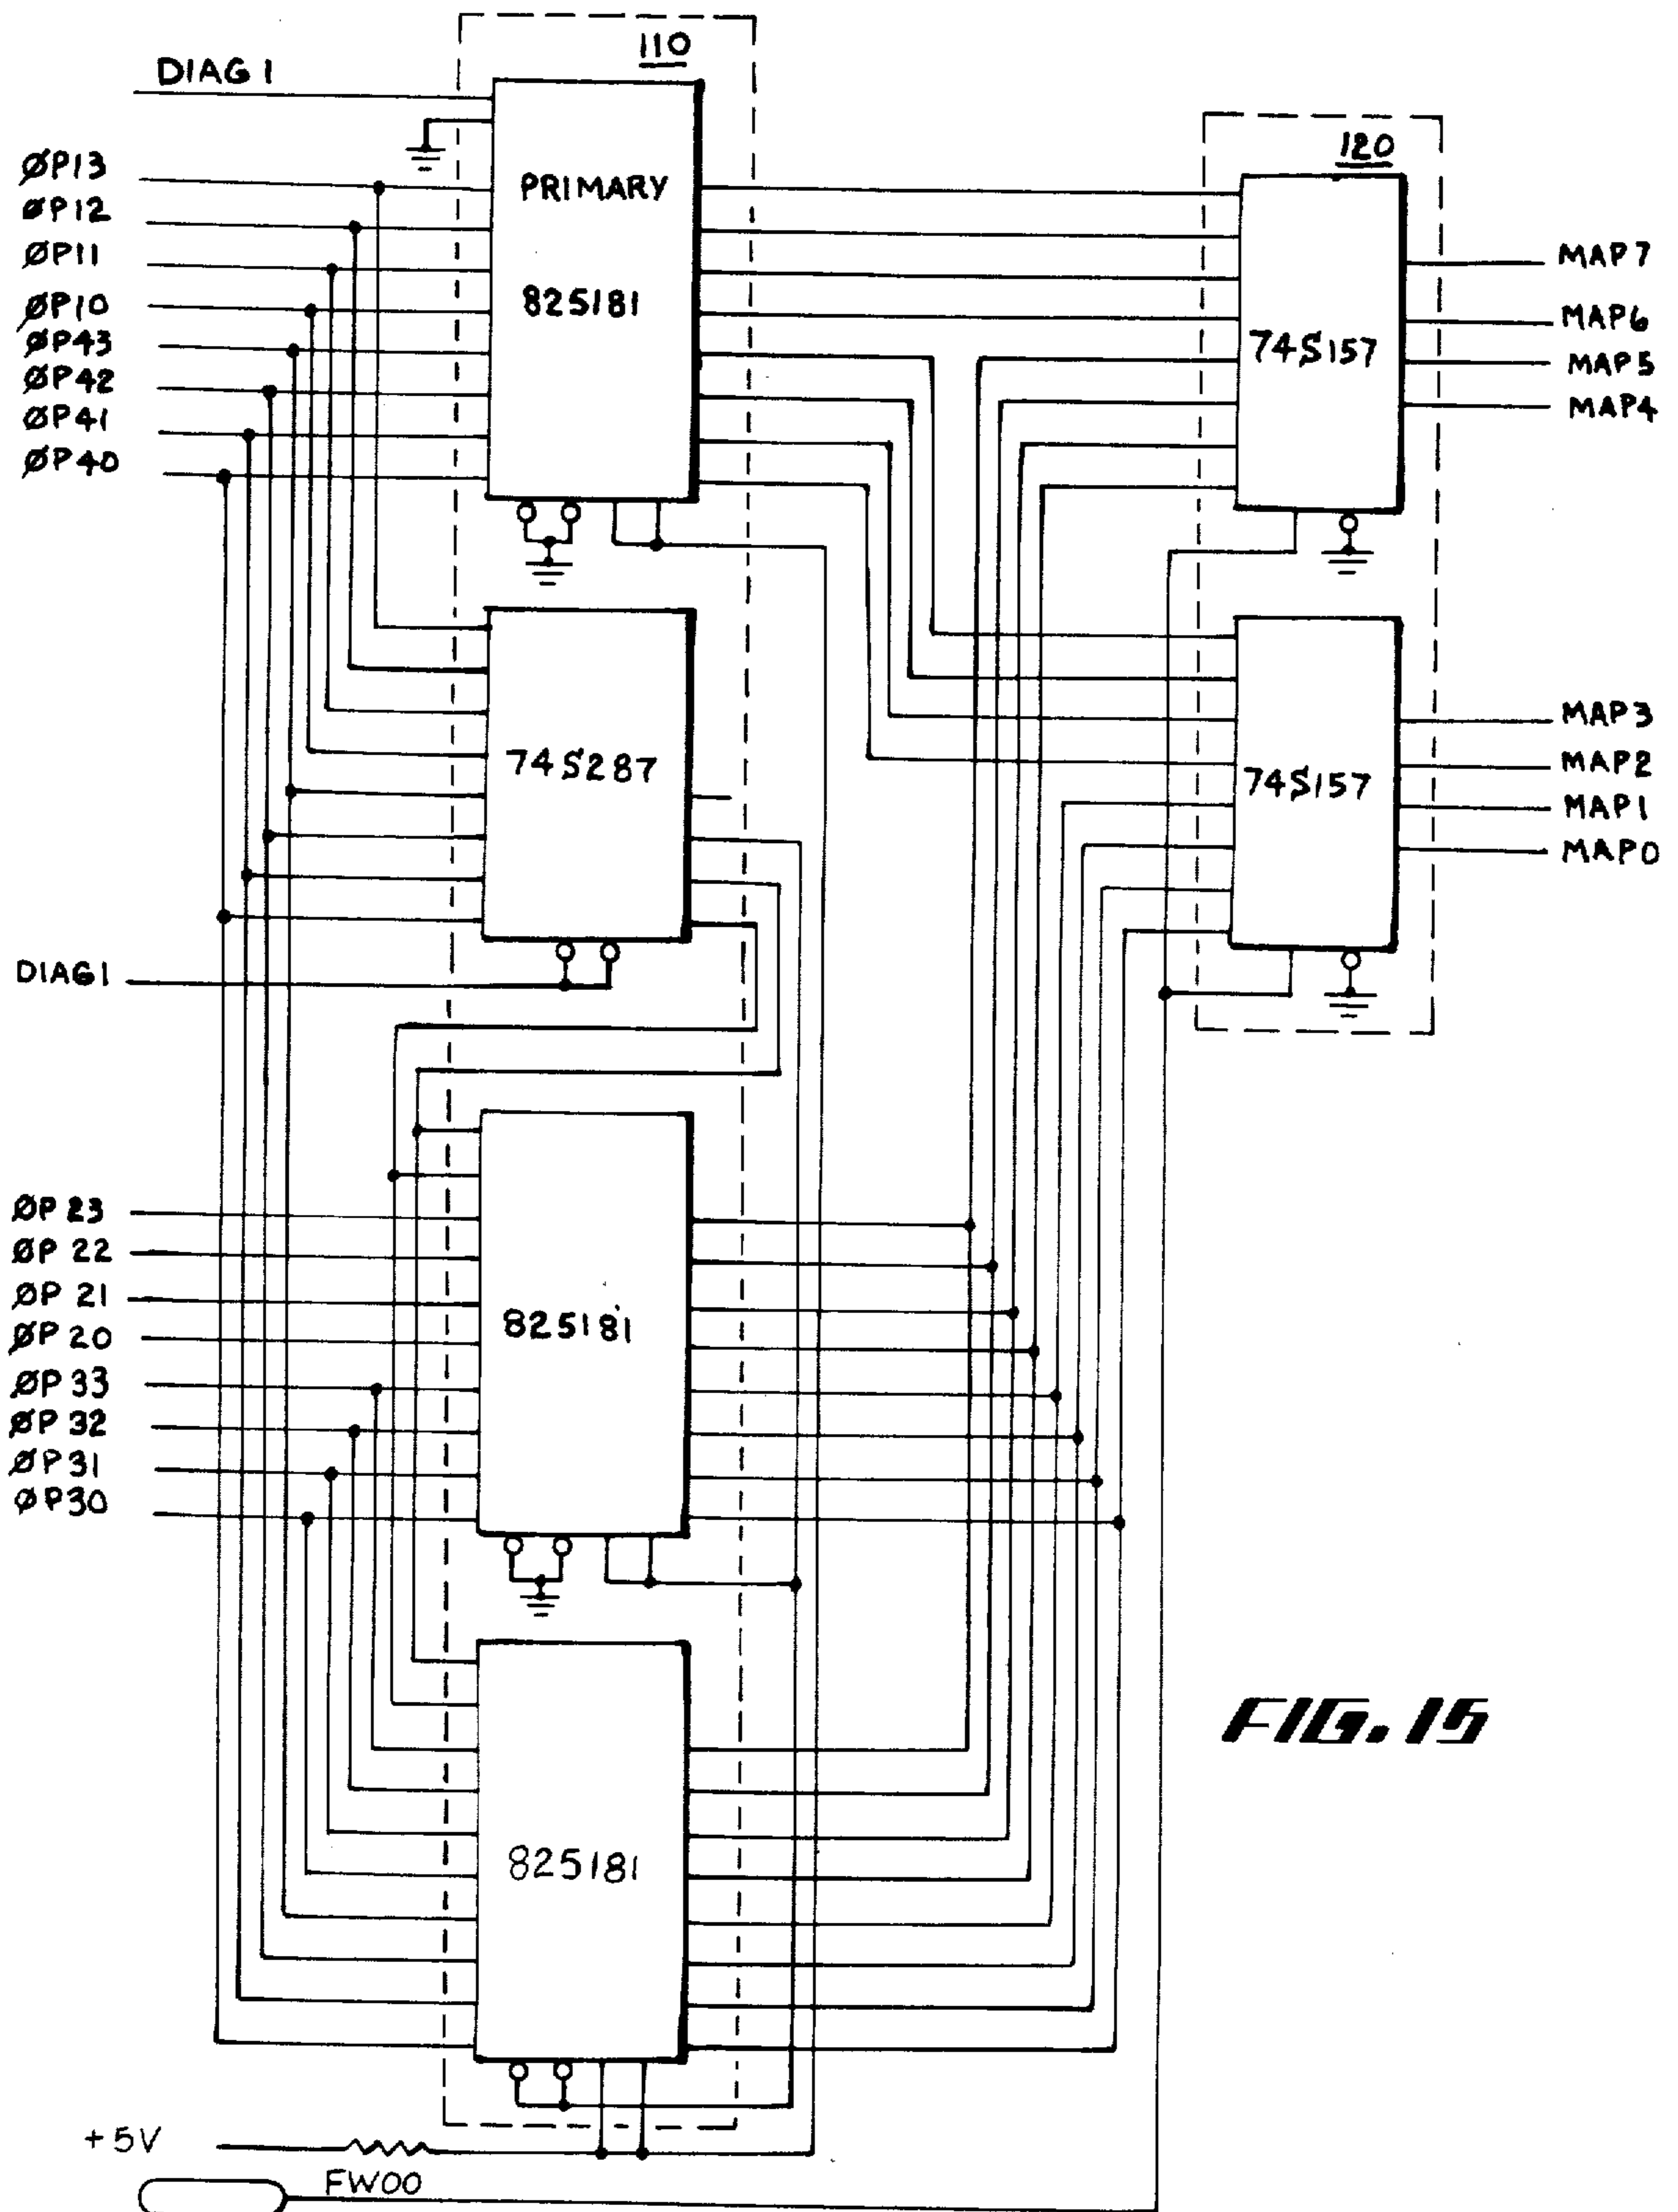 110
DIAG 1
120
ØP13
PRIMARY
ØP12
ØP11
MAP7
ØP10
825181
MAP6
ØP43
74S157
MAP5
ØP42
MAP4
ØP41
ØP40
MAP3
74S287
MAP2
74S157
MAP1
MAP0
DIAG1
ØP 23
ØP 22
ØP 21
825181
ØP 20
ØP 33
ØP 32
ØP 31
ØP30
FIG. 15
825181
+5V
FW00